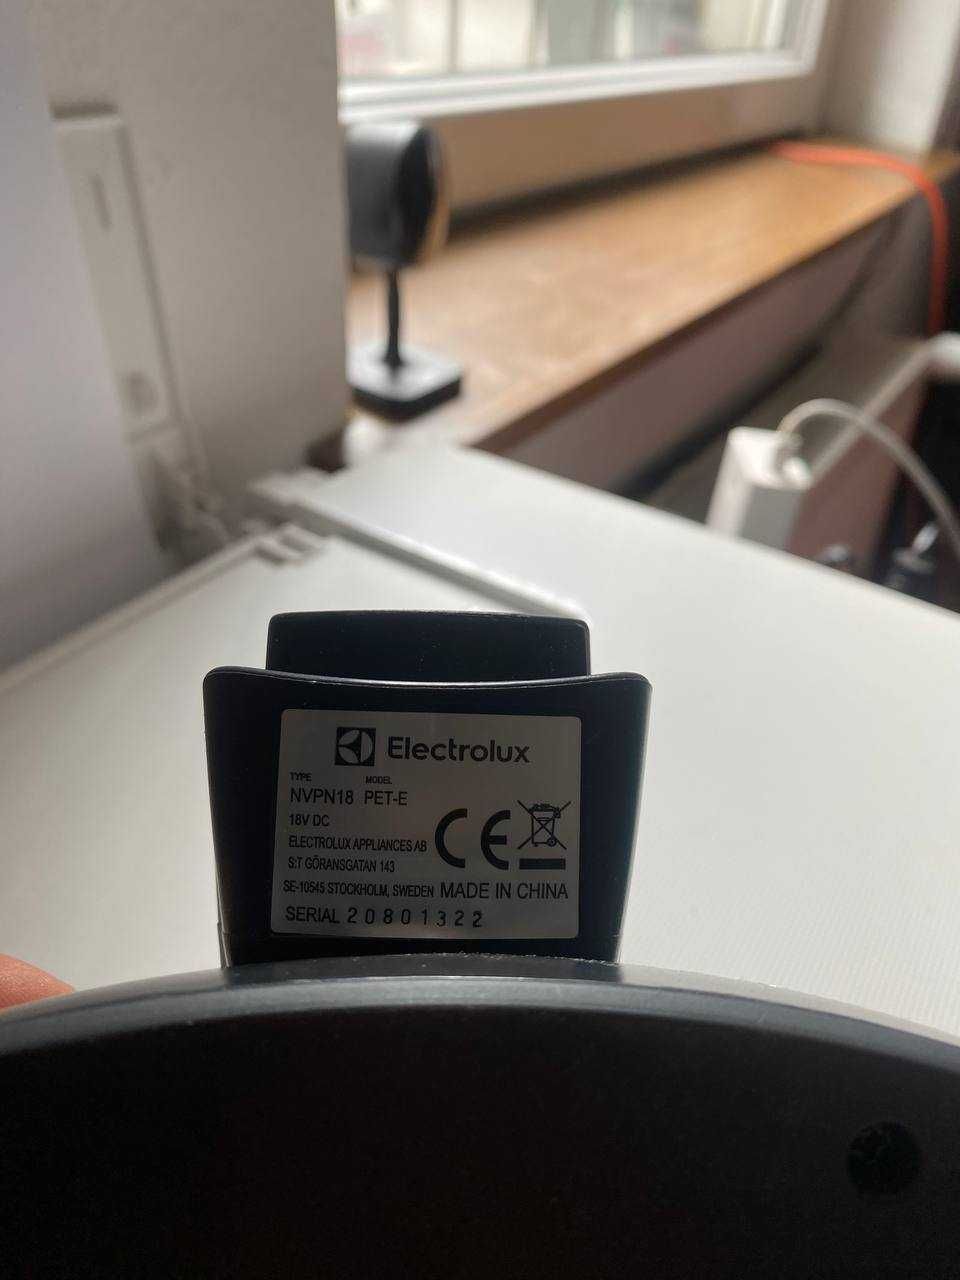 Electrolux
TYPE MODEL
NVPN18 PET-E
18V DC
ELECTROLUX APPLIANCES AB
S:T GÖRANSGATAN 143
SE-10545 STOCKHOLM, SWEDEN MADE IN CHINA
SERIAL 20801322
CE